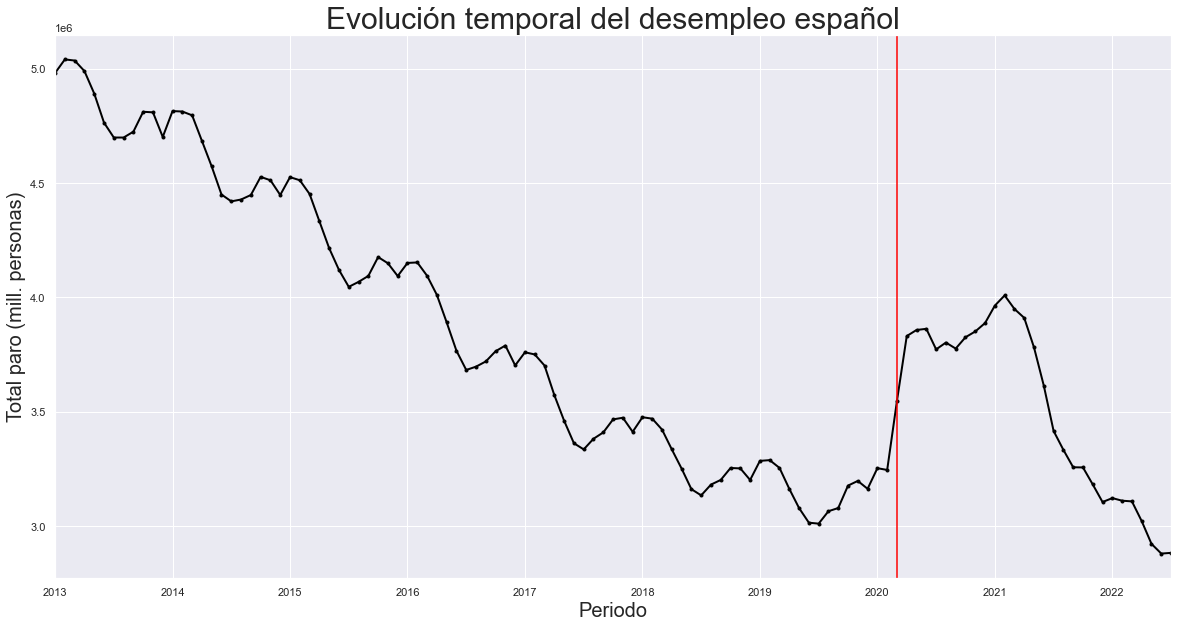 Evolución temporal del desempleo español
1e6
5.0
4.5
4.0
3.5
3.0
Total paro (mill. personas)
2013 2014 2015 2016 2017 2018 2019 2020 2021 2022
Periodo